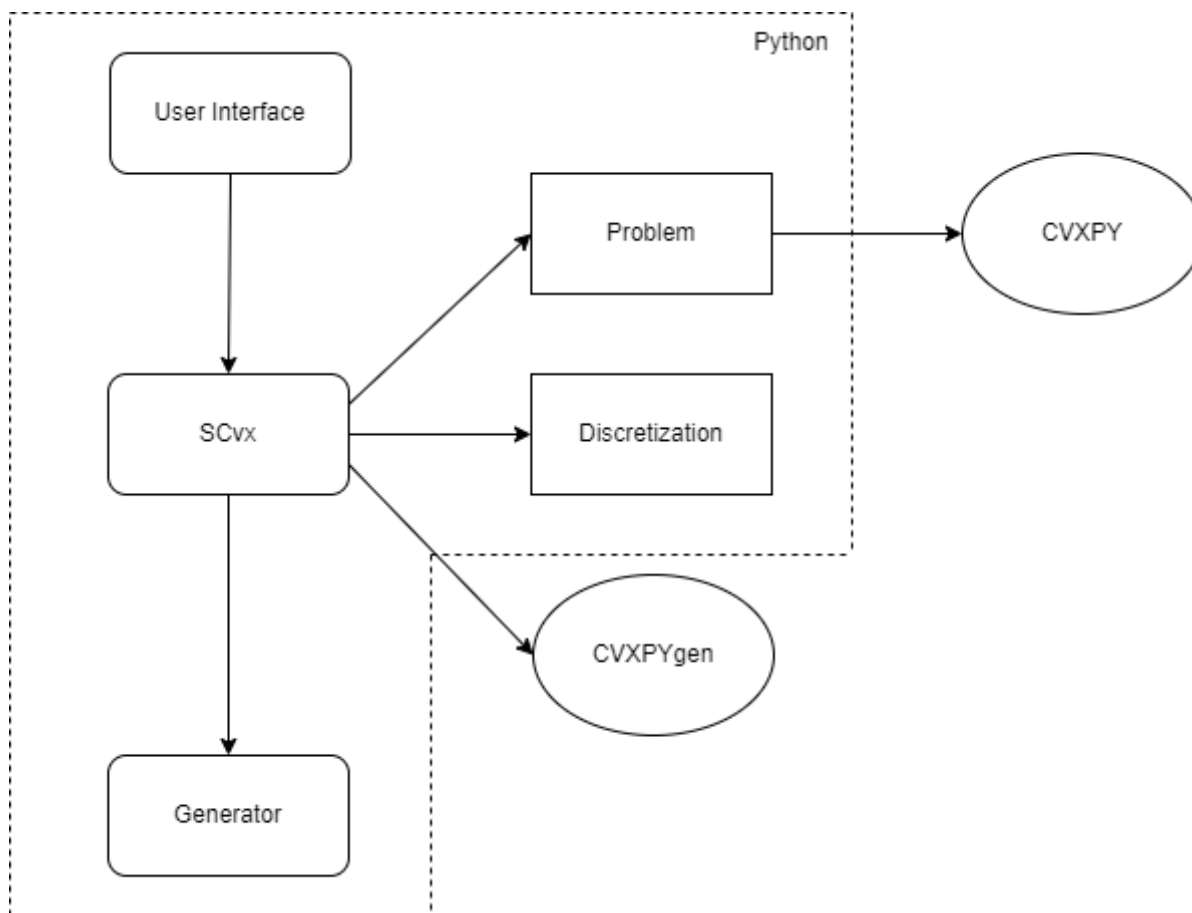 Python
User Interface
Problem
CVXPY
SCvx
Discretization
CVXPYgen
Generator